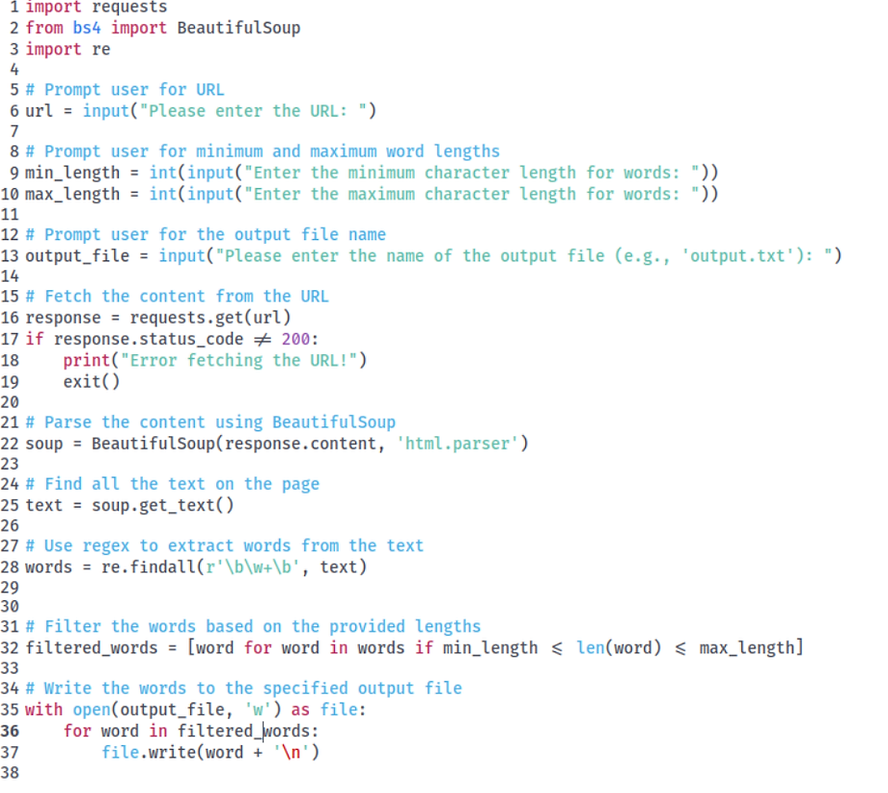 1 import requests
2 from bs4 import BeautifulSoup
3 import re
4
5 # Prompt user for URL
6 url = input("Please enter the URL: ")
7
8 # Prompt user for minimum and maximum word lengths
9 min_length = int(input("Enter the minimum character length for words: "))
10 max_length = int(input("Enter the maximum character length for words: "))
11
12 # Prompt user for the output file name
13 output_file = input("Please enter the name of the output file (e.g., 'output.txt'): ")
14
15 # Fetch the content from the URL
16 response = requests.get(url)
17 if response.status_code ≠ 200:
18     print("Error fetching the URL!")
19     exit()
20
21 # Parse the content using BeautifulSoup
22 soup = BeautifulSoup(response.content, 'html.parser')
23
24 # Find all the text on the page
25 text = soup.get_text()
26
27 # Use regex to extract words from the text
28 words = re.findall(r'\b\w+\b', text)
29
30
31 # Filter the words based on the provided lengths
32 filtered_words = [word for word in words if min_length ⩽ len(word) ⩽ max_length]
33
34 # Write the words to the specified output file
35 with open(output_file, 'w') as file:
36     for word in filtered_words:
37         file.write(word + '\n')
38